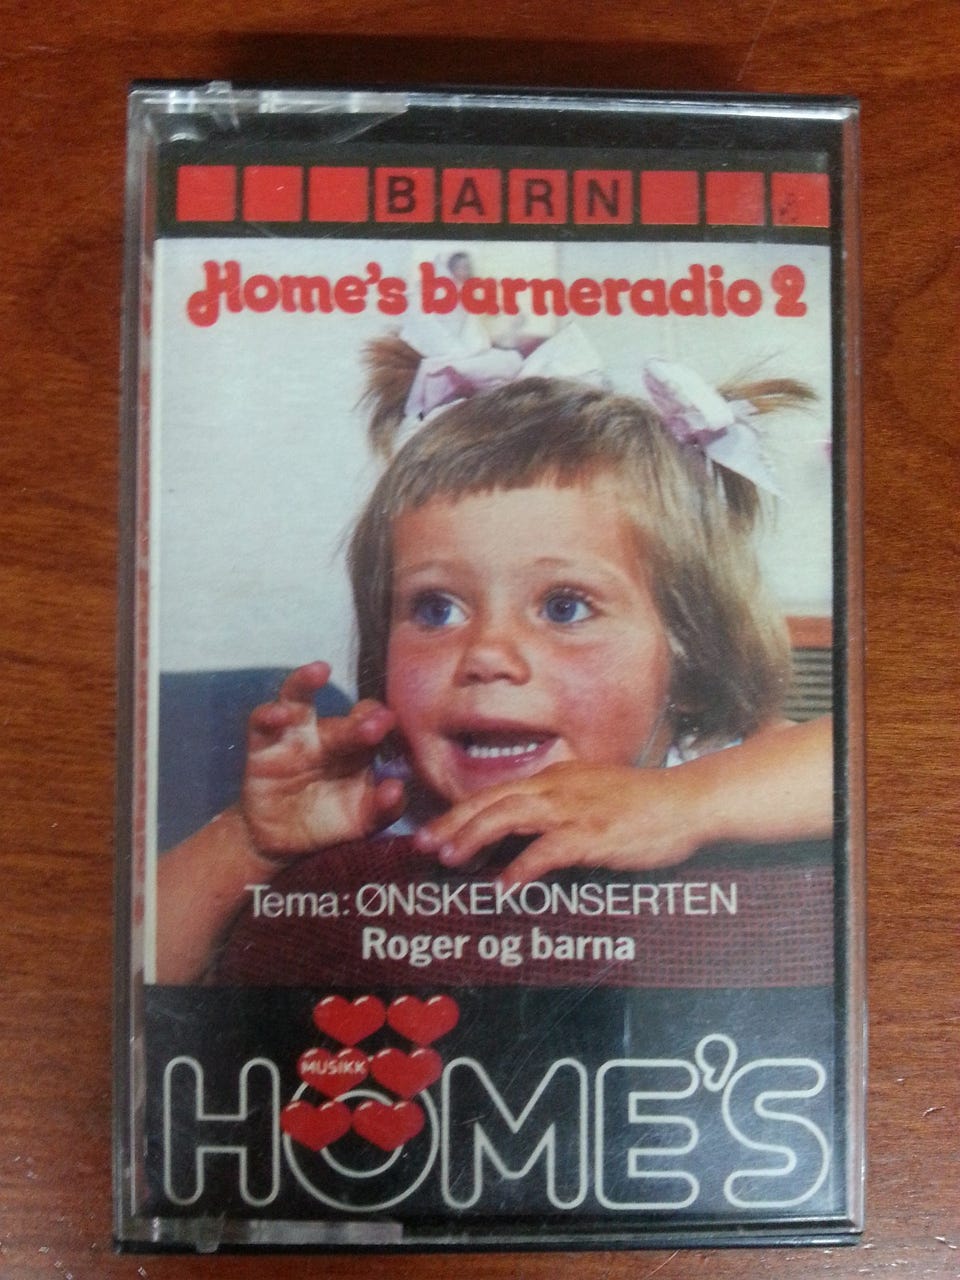 BARN
Home's barneradio 2
Tema: ØNSKEKONSERTEN
Roger og barna
MUSIKK
HOME'S